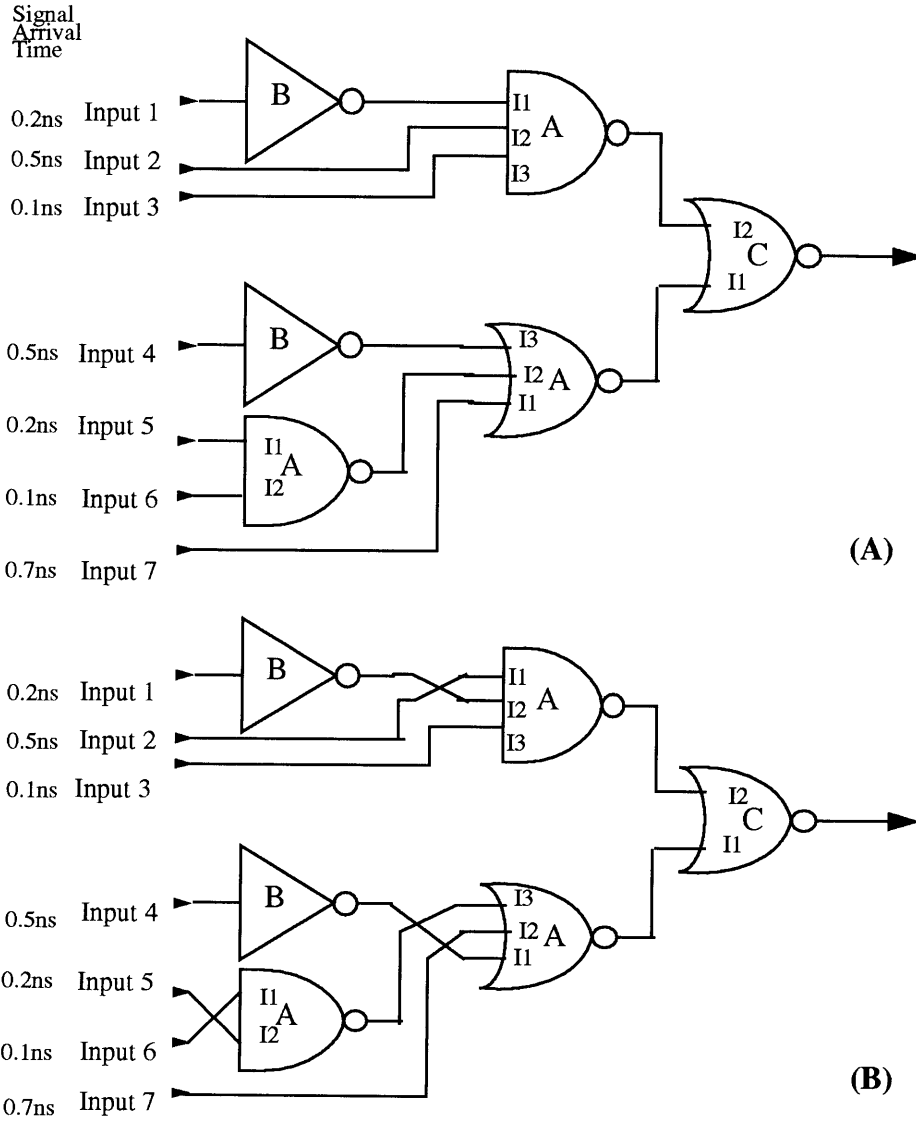 Signal
Arrival
Time
B
I1
0.2ns Input 1
I2 A
0.5ns Input 2
I3
0.1ns Input 3
I2
C
I1
B
I3
0.5ns Input 4
I2 A
I1
0.2ns Input 5
I1
A
I2
0.1ns Input 6
(A)
0.7ns Input 7
B
I1
0.2ns Input 1
I2 A
0.5ns Input 2
I3
0.1ns Input 3
I2
C
I1
B
I3
0.5ns Input 4
I2 A
I1
0.2ns Input 5
I1
A
I2
0.1ns Input 6
(B)
0.7ns Input 7